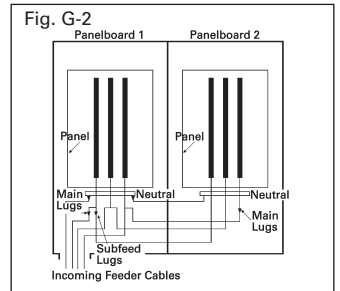 Fig. G-2
Panelboard 1 Panelboard 2
Panel Panel
Main Lugs
Neutral
Neutral
Main Lugs
Subfeed Lugs
Incoming Feeder Cables